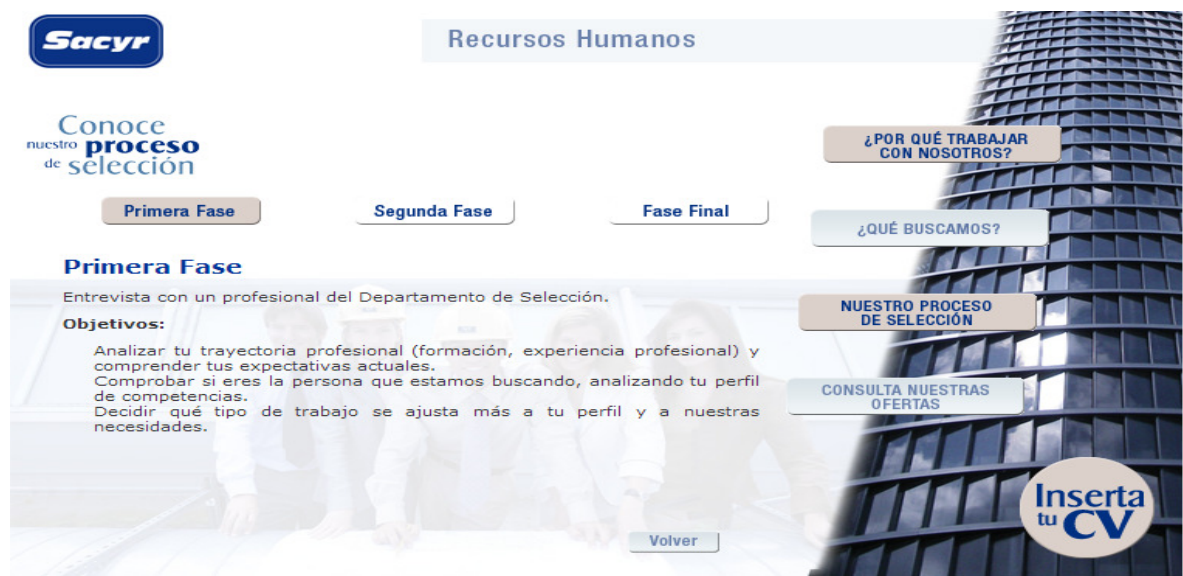 Sacyr
Recursos Humanos
Conoce
nuestro proceso
de selección
¿POR QUÉ TRABAJAR
CON NOSOTROS?
Primera Fase
Segunda Fase
Fase Final
¿QUÉ BUSCAMOS?
Primera Fase
Entrevista con un profesional del Departamento de Selección.
Objetivos:
NUESTRO PROCESO
DE SELECCIÓN
Analizar tu trayectoria profesional (formación, experiencia profesional) y
comprender tus expectativas actuales.
Comprobar si eres la persona que estamos buscando, analizando tu perfil
de competencias.
Decidir qué tipo de trabajo se ajusta más a tu perfil y a nuestras
necesidades.
CONSULTA NUESTRAS
OFERTAS
Inserta
tu CV
Volver